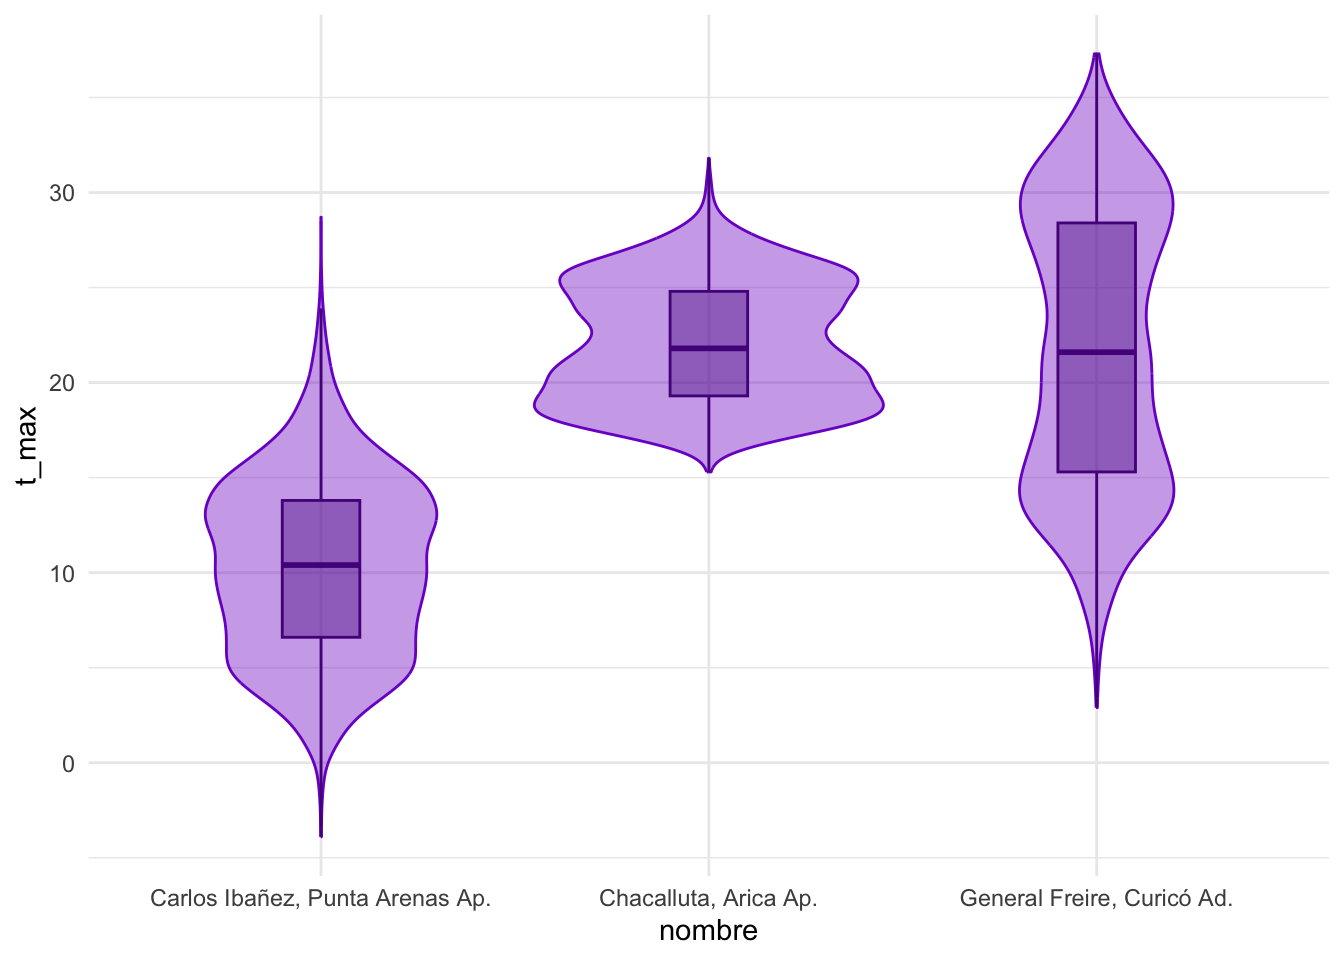 t_max
30
20
10
0
Carlos Ibañez, Punta Arenas Ap.
Chacalluta, Arica Ap.
General Freire, Curicó Ad.
nombre